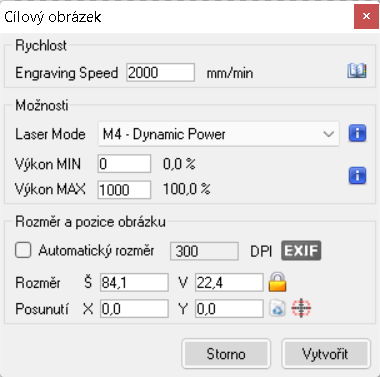 Cílový obrázek
Rychlost
Engraving Speed 2000 mm/min
Možnosti
Laser Mode M4 - Dynamic Power
Výkon MIN 0 0,0 %
Výkon MAX 1000 100,0 %
Rozměr a pozice obrázku
Automatický rozměr 300 DPI EXIF
Rozměr Š 84,1 V 22,4
Posunutí X 0,0 Y 0,0
Storno Vytvořit